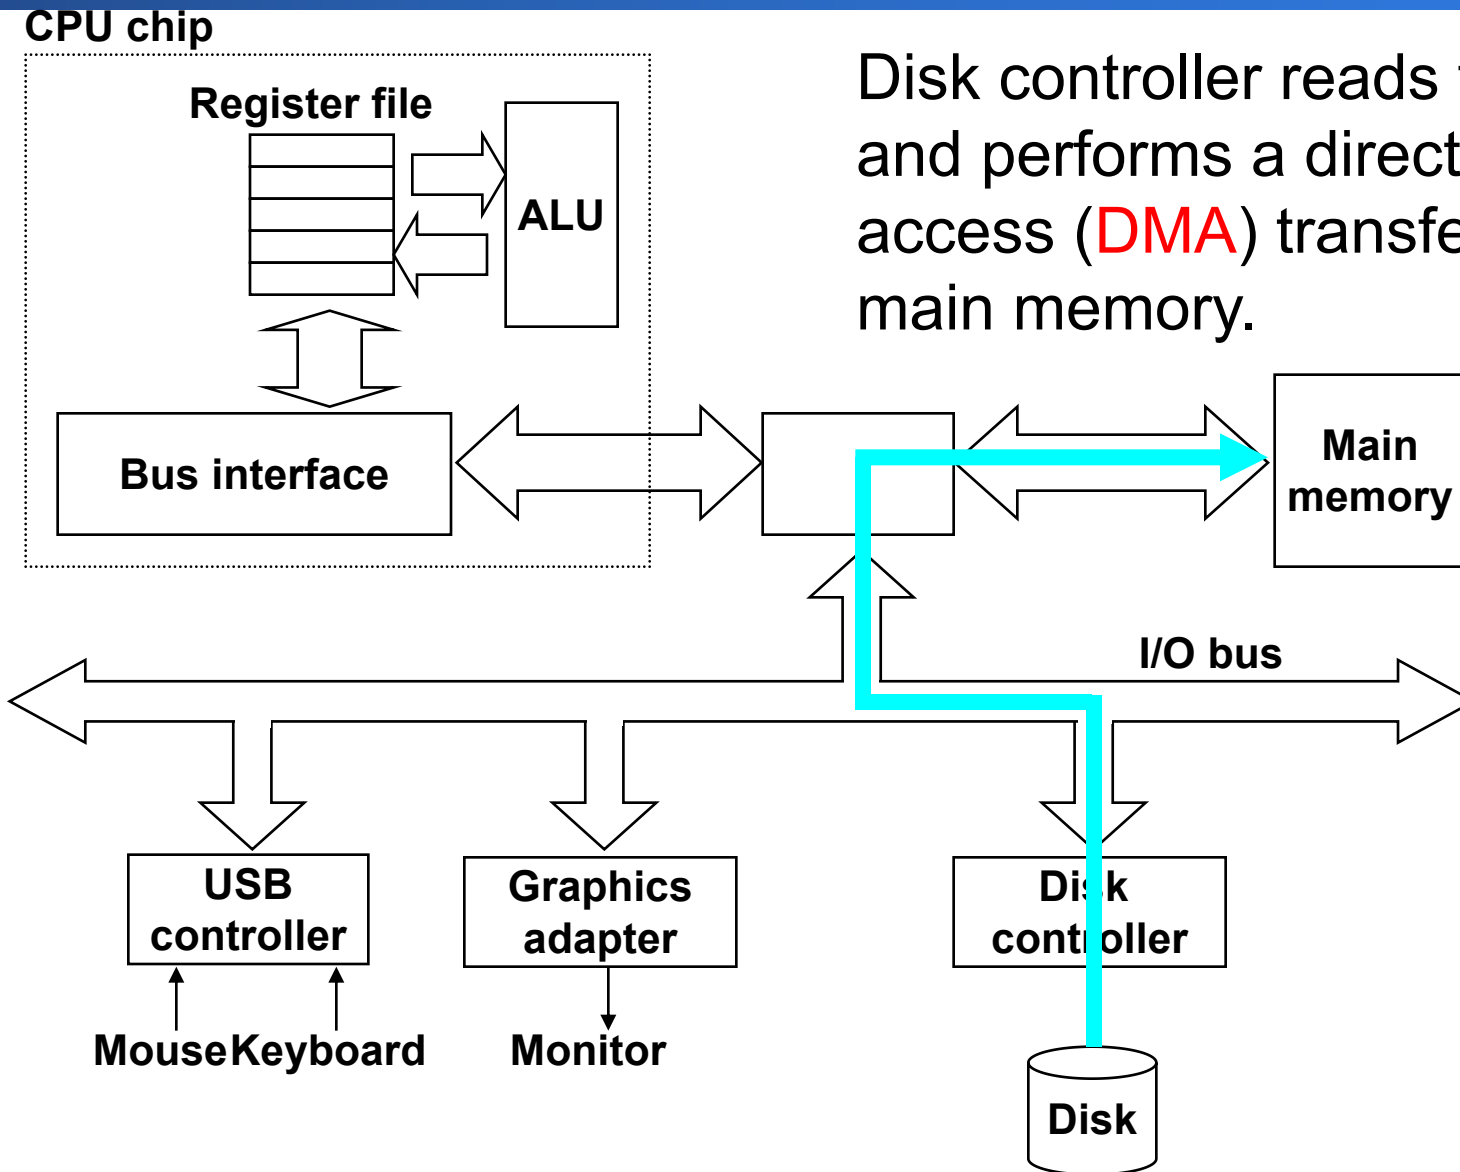 CPU chip
Register file
ALU
Disk controller reads
and performs a direct
access (DMA) transfe
main memory.
Bus interface
Main
memory
I/O bus
USB
controller
Graphics
adapter
Disk
controller
Mouse Keyboard
Monitor
Disk